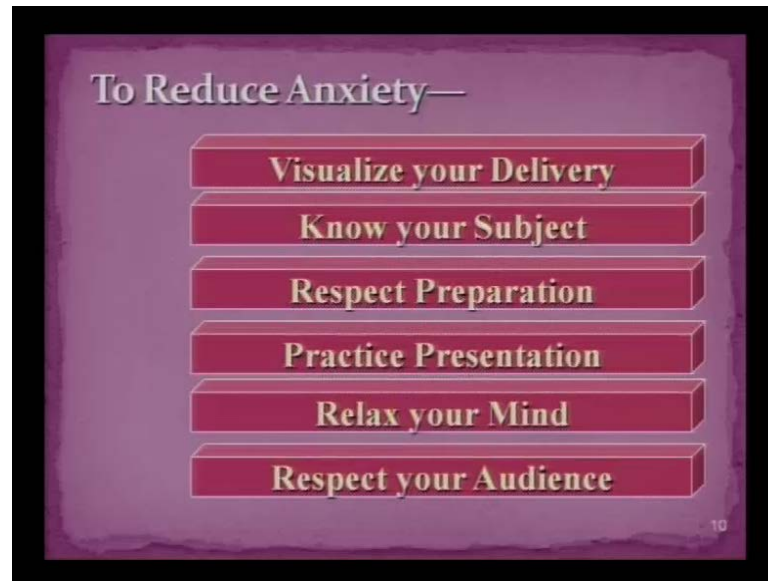 To Reduce Anxiety—
Visualize your Delivery
Know your Subject
Respect Preparation
Practice Presentation
Relax your Mind
Respect your Audience
10